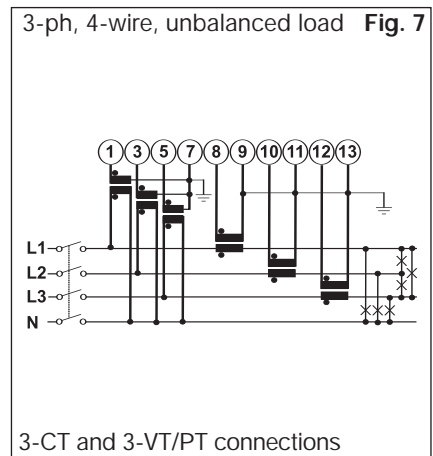 3-ph, 4-wire, unbalanced load Fig. 7
1 3 5 7 8 9 10 11 12 13
L1
L2
L3
N
3-CT and 3-VT/PT connections